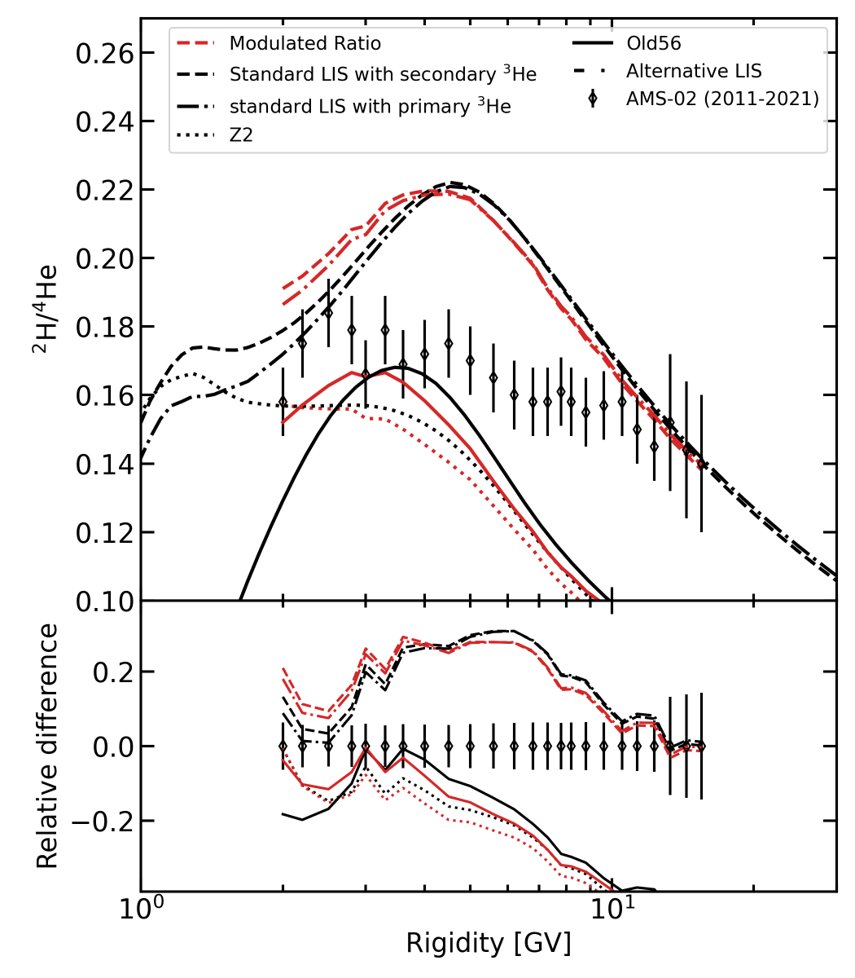 Modulated Ratio
Standard LIS with secondary ³He
standard LIS with primary ³He
Z2
Old56
Alternative LIS
AMS-02 (2011-2021)
²H/⁴He
0.26
0.24
0.22
0.20
0.18
0.16
0.14
0.12
0.10
Relative difference
0.2
0.0
−0.2
10⁰
10¹
Rigidity [GV]